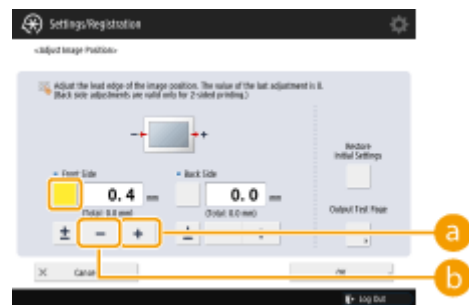 Settings/Registration
<Adjust Image Position>
Adjust the lead edge of the image position. The value of the last adjustment is 0.
(Back side adjustments are valid only for 2-sided printing.)
- +
Restore
Initial Settings
Front Side
Back Side
0.4 mm
0.0 mm
(Total: 0.0 mm)
(Total: 0.0 mm)
Output Test Page
± - +
a
b
Cancel
OK
Log Out